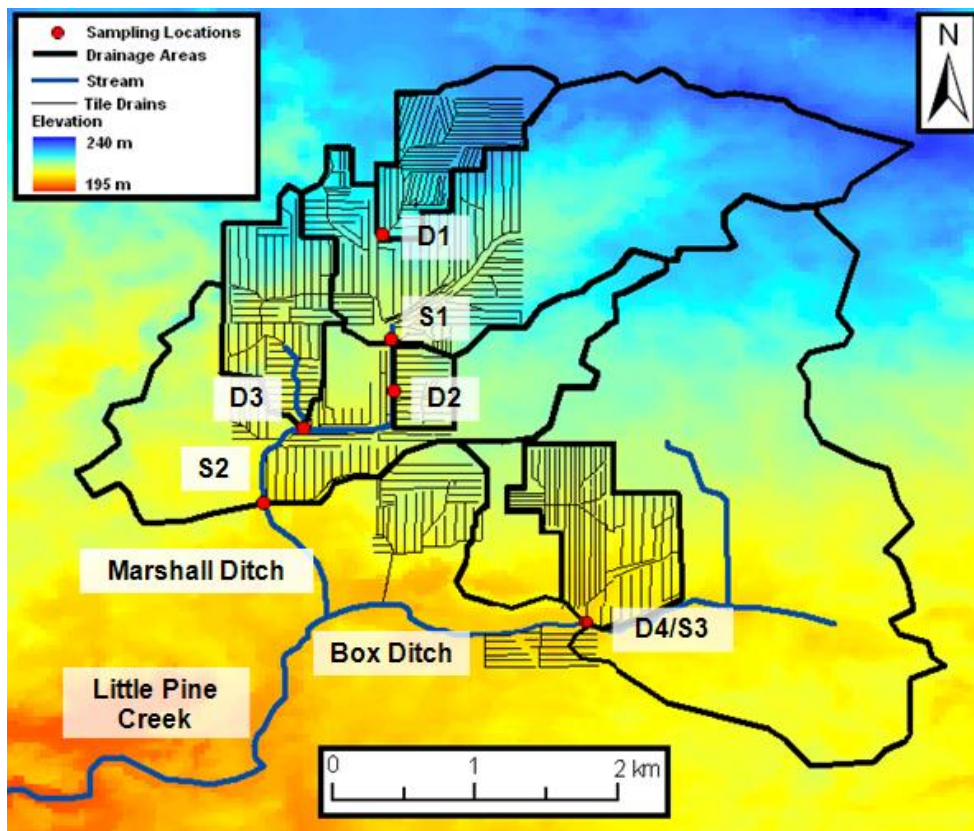 Sampling Locations
Drainage Areas
Stream
Tile Drains
Elevation
240 m
195 m
N
D1
S1
D3
D2
S2
Marshall Ditch
D4/S3
Box Ditch
Little Pine
Creek
0 1 2 km